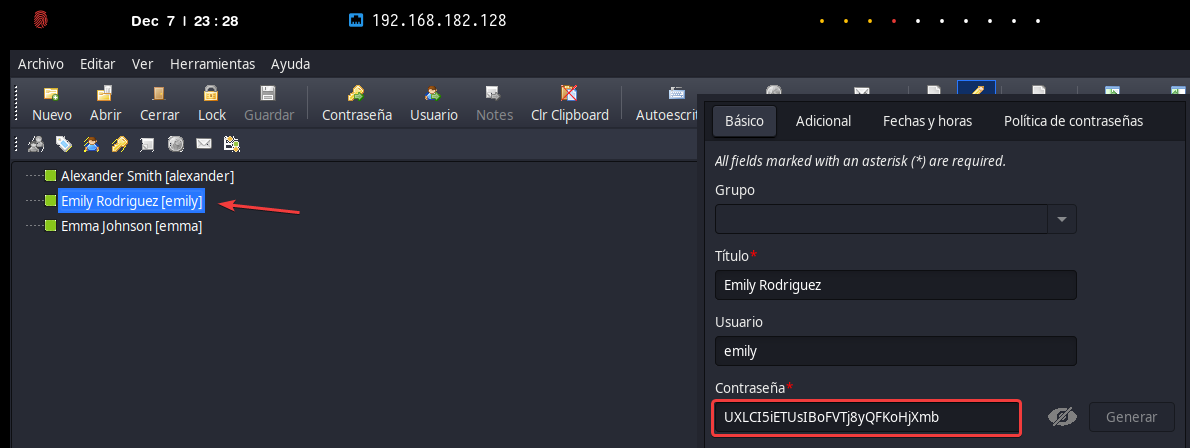 Dec 7 | 23 : 28
192.168.182.128
Archivo Editar Ver Herramientas Ayuda
Nuevo Abrir Cerrar Lock Guardar Contraseña Usuario Notes Clr Clipboard
Básico Adicional Fechas y horas Política de contraseñas
All fields marked with an asterisk (*) are required.
Alexander Smith [alexander]
Emily Rodriguez [emily]
Emma Johnson [emma]
Grupo
Título*
Emily Rodriguez
Usuario
emily
Contraseña*
UXLCI5iETUsIBoFVTj8yQFKoHjXmb
Generar